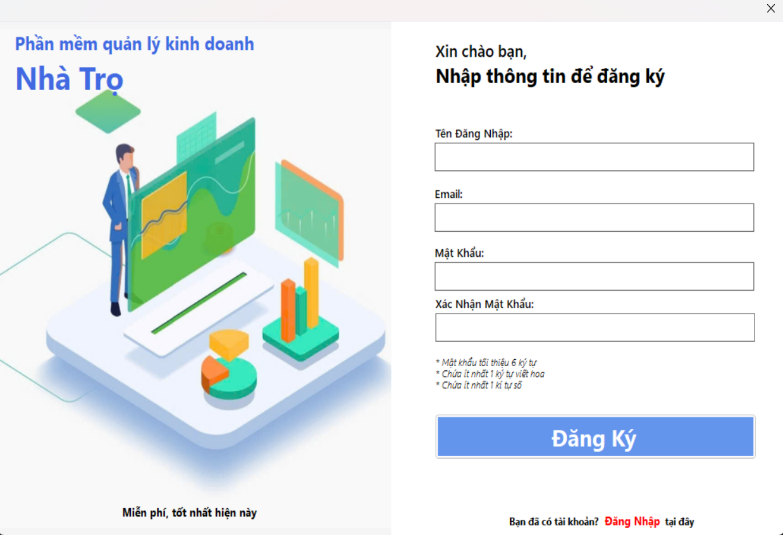 Phần mềm quản lý kinh doanh
Nhà Trọ
Miễn phí, tốt nhất hiện này
Xin chào bạn,
Nhập thông tin để đăng ký
Tên Đăng Nhập:
Email:
Mật Khẩu:
Xác Nhận Mật Khẩu:
* Mật khẩu tối thiểu 6 ký tự
* Chứa ít nhất 1 ký tự viết hoa
* Chứa ít nhất 1 kí tự số
Đăng Ký
Bạn đã có tài khoản? Đăng Nhập tại đây